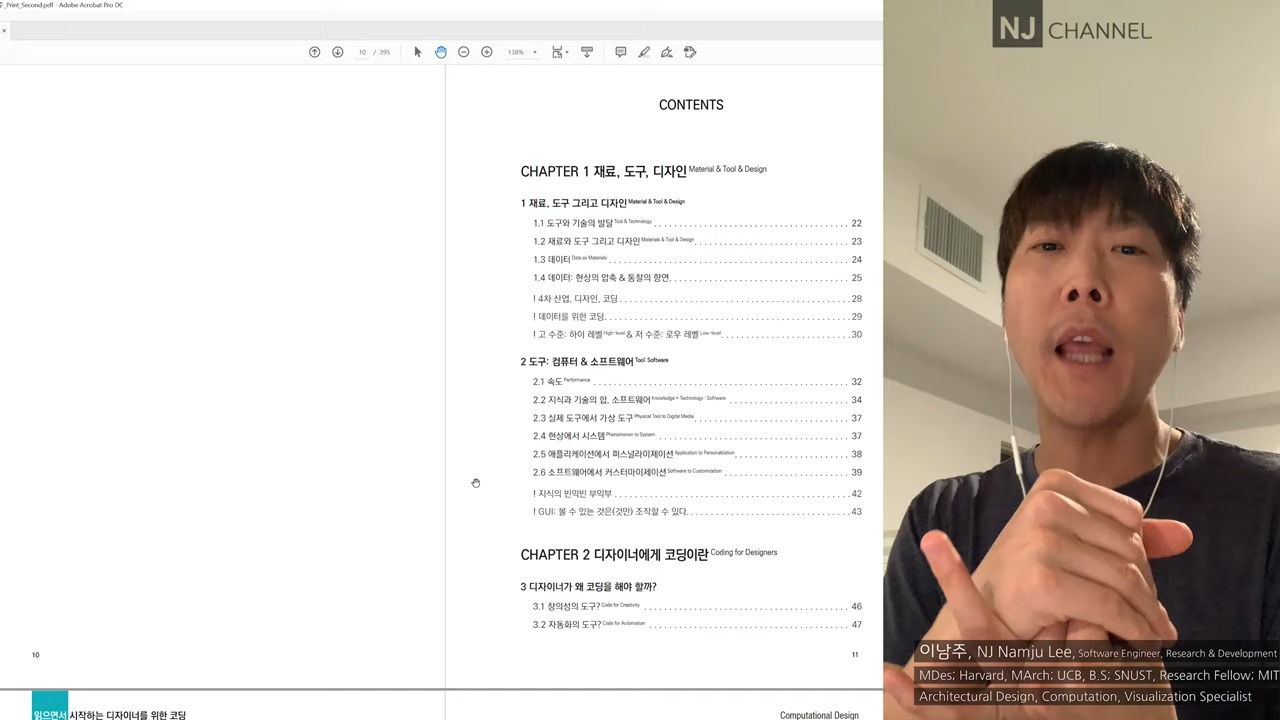 _Print_Second.pdf - Adobe Acrobat Pro DC
10 / 395
138%
CONTENTS
CHAPTER 1 재료, 도구, 디자인 Material & Tool & Design
1 재료, 도구 그리고 디자인 Material & Tool & Design
1.1 도구와 기술의 발달 Tool & Technology 22
1.2 재료와 도구 그리고 디자인 Materials & Tool & Design 23
1.3 데이터 Data as Materials 24
1.4 데이터: 현상의 압축 & 통찰의 향연 25
! 4차 산업, 디자인, 코딩 28
! 데이터를 위한 코딩 29
! 고 수준: 하이 레벨 High-level & 저 수준: 로우 레벨 Low-level 30
2 도구: 컴퓨터 & 소프트웨어 Tool: Software
2.1 속도 Performance 32
2.2 지식과 기술의 합, 소프트웨어 Knowledge + Technology : Software 34
2.3 실제 도구에서 가상 도구 Physical Tool to Digital Media 37
2.4 현상에서 시스템 Phenomenon to System 37
2.5 애플리케이션에서 퍼스널라이제이션 Application to Personalization 38
2.6 소프트웨어에서 커스터마이제이션 Software to Customization 39
! 지식의 빈익빈 부익부 42
! GUI: 볼 수 있는 것은(것만) 조작할 수 있다. 43
CHAPTER 2 디자이너에게 코딩이란 Coding for Designers
3 디자이너가 왜 코딩을 해야 할까?
3.1 창의성의 도구? Code for Creativity 46
3.2 자동화의 도구? Code for Automation 47
10
11
읽으면서 시작하는 디자이너를 위한 코딩
Computational Design
NJ CHANNEL
이남주, NJ Namju Lee, Software Engineer, Research & Development
MDes; Harvard, MArch; UCB, B.S; SNUST, Research Fellow; MIT
Architectural Design, Computation, Visualization Specialist